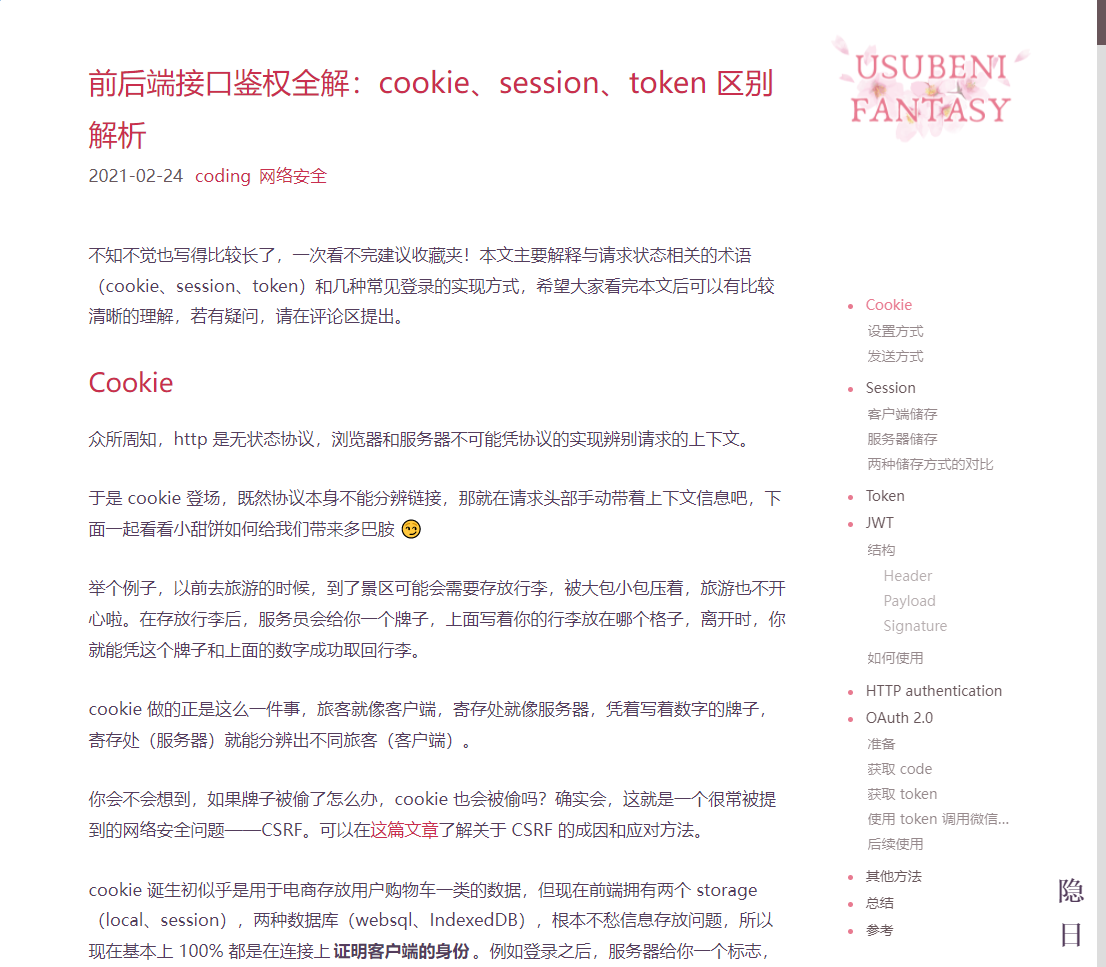 前后端接口鉴权全解：cookie、session、token 区别
解析
2021-02-24 coding 网络安全
不知不觉也写得比较长了，一次看不完建议收藏夹！本文主要解释与请求状态相关的术语
（cookie、session、token）和几种常见登录的实现方式，希望大家看完本文后可以有比较
清晰的理解，若有疑问，请在评论区提出。
Cookie
众所周知，http 是无状态协议，浏览器和服务器不可能凭协议的实现辨别请求的上下文。
于是 cookie 登场，既然协议本身不能分辨链接，那就在请求头部手动带着上下文信息吧，下
面一起看看小甜饼如何给我们带来多巴胺 😏
举个例子，以前去旅游的时候，到了景区可能会需要存放行李，被大包小包压着，旅游也不开
心啦。在存放行李后，服务员会给你一个牌子，上面写着你的行李放在哪个格子，离开时，你
就能凭这个牌子和上面的数字成功取回行李。
cookie 做的正是这么一件事，旅客就像客户端，寄存处就像服务器，凭着写着数字的牌子，
寄存处（服务器）就能分辨出不同旅客（客户端）。
你会不会想到，如果牌子被偷了怎么办，cookie 也会被偷吗？确实会，这就是一个很常被提
到的网络安全问题——CSRF。可以在这篇文章了解关于 CSRF 的成因和应对方法。
cookie 诞生初似乎是用于电商存放用户购物车一类的数据，但现在前端拥有两个 storage
（local、session），两种数据库（websql、IndexedDB），根本不愁信息存放问题，所以
现在基本上 100% 都是在连接上证明客户端的身份。例如登录之后，服务器给你一个标志，
USUBENI
FANTASY
Cookie
设置方式
发送方式
Session
客户端储存
服务器储存
两种储存方式的对比
Token
JWT
结构
Header
Payload
Signature
如何使用
HTTP authentication
OAuth 2.0
准备
获取 code
获取 token
使用 token 调用微信...
后续使用
其他方法
总结
参考
隐
日